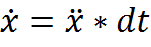 ẋ = ẍ * dt